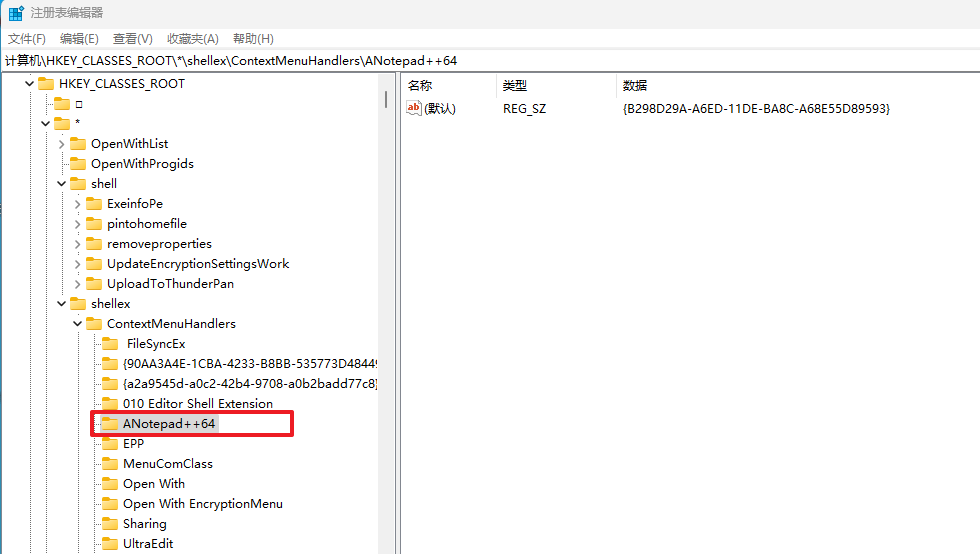 注册表编辑器
文件(F) 编辑(E) 查看(V) 收藏夹(A) 帮助(H)
计算机\HKEY_CLASSES_ROOT\*\shellex\ContextMenuHandlers\ANotepad++64
HKEY_CLASSES_ROOT
*
OpenWithList
OpenWithProgids
shell
ExeinfoPe
pintohomefile
removeproperties
UpdateEncryptionSettingsWork
UploadToThunderPan
shellex
ContextMenuHandlers
FileSyncEx
{90AA3A4E-1CBA-4233-B8BB-535773D48449
{a2a9545d-a0c2-42b4-9708-a0b2badd77c8}
010 Editor Shell Extension
ANotepad++64
EPP
MenuComClass
Open With
Open With EncryptionMenu
Sharing
UltraEdit
名称 类型 数据
ab (默认) REG_SZ {B298D29A-A6ED-11DE-BA8C-A68E55D89593}